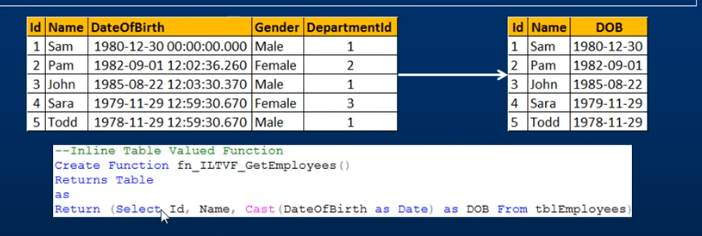 Id Name DateOfBirth Gender DepartmentId
1 Sam 1980-12-30 00:00:00.000 Male 1
2 Pam 1982-09-01 12:02:36.260 Female 2
3 John 1985-08-22 12:03:30.370 Male 1
4 Sara 1979-11-29 12:59:30.670 Female 3
5 Todd 1978-11-29 12:59:30.670 Male 1
Id Name DOB
1 Sam 1980-12-30
2 Pam 1982-09-01
3 John 1985-08-22
4 Sara 1979-11-29
5 Todd 1978-11-29
--Inline Table Valued Function
Create Function fn_ILTVF_GetEmployees()
Returns Table
as
Return (Select Id, Name, Cast(DateOfBirth as Date) as DOB From tblEmployees)